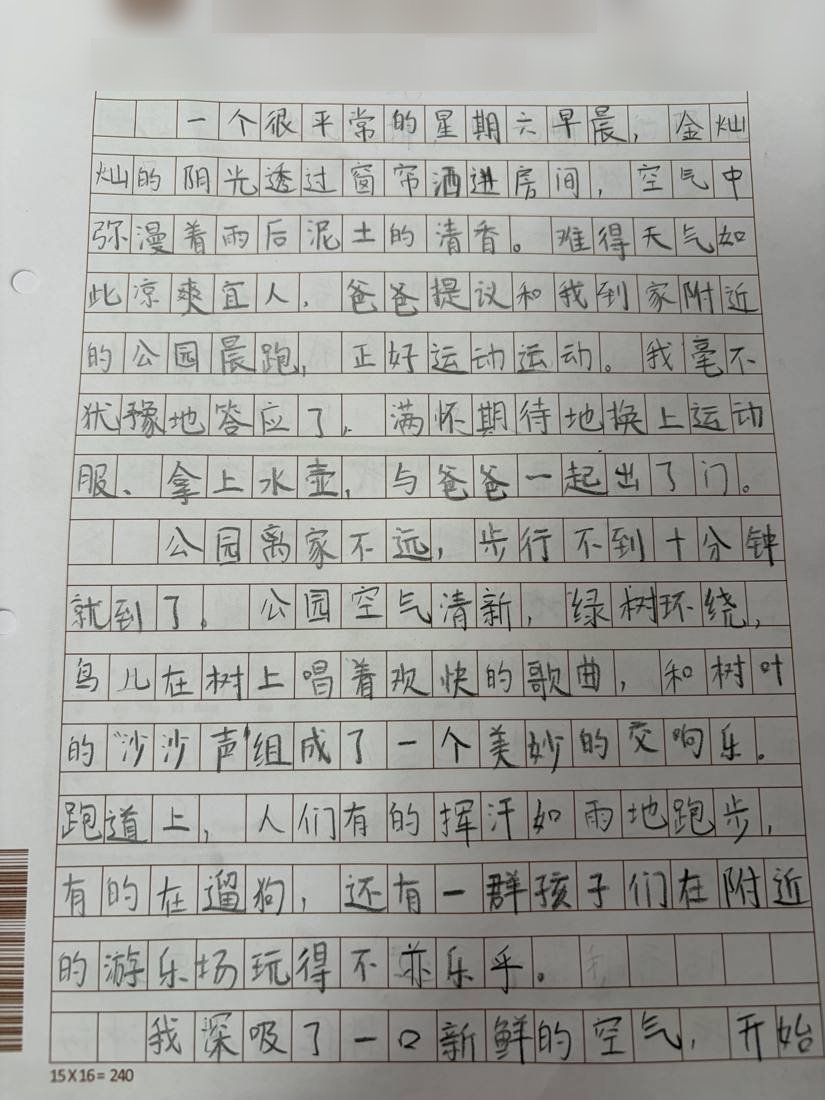 一个很平常的星期六早晨，金灿
灿的阴光透过窗帘洒进房间，空气中
弥漫着雨后泥土的清香。难得天气如
此凉爽宜人，爸爸提议和我到家附近
的公园晨跑，正好运动运动。我毫不
犹豫地答应了，满怀期待地换上运动
服、拿上水壶，与爸爸一起出了门。
公园离家不远，步行不到十分钟
就到了。公园空气清新，绿树环绕，
鸟儿在树上唱着欢快的歌曲，和树叶
的“沙沙声”组成了一个美妙的交响乐。
跑道上，人们有的挥汗如雨地跑步，
有的在遛狗，还有一群孩子们在附近
的游乐场玩得不亦乐乎。
我深吸了一口新鲜的空气，开始
15X16=240